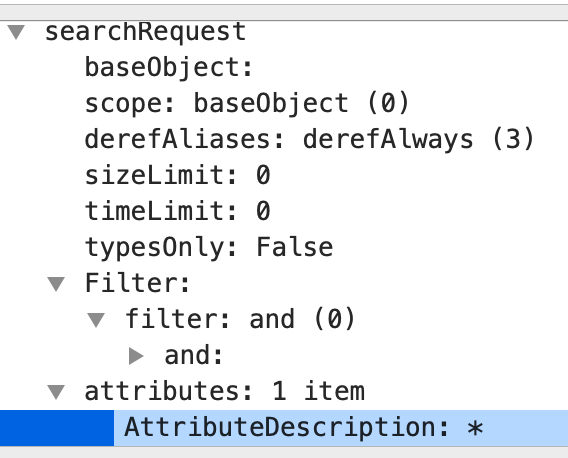 searchRequest
baseObject:
scope: baseObject (0)
derefAliases: derefAlways (3)
sizeLimit: 0
timeLimit: 0
typesOnly: False
Filter:
filter: and (0)
and:
attributes: 1 item
AttributeDescription: *